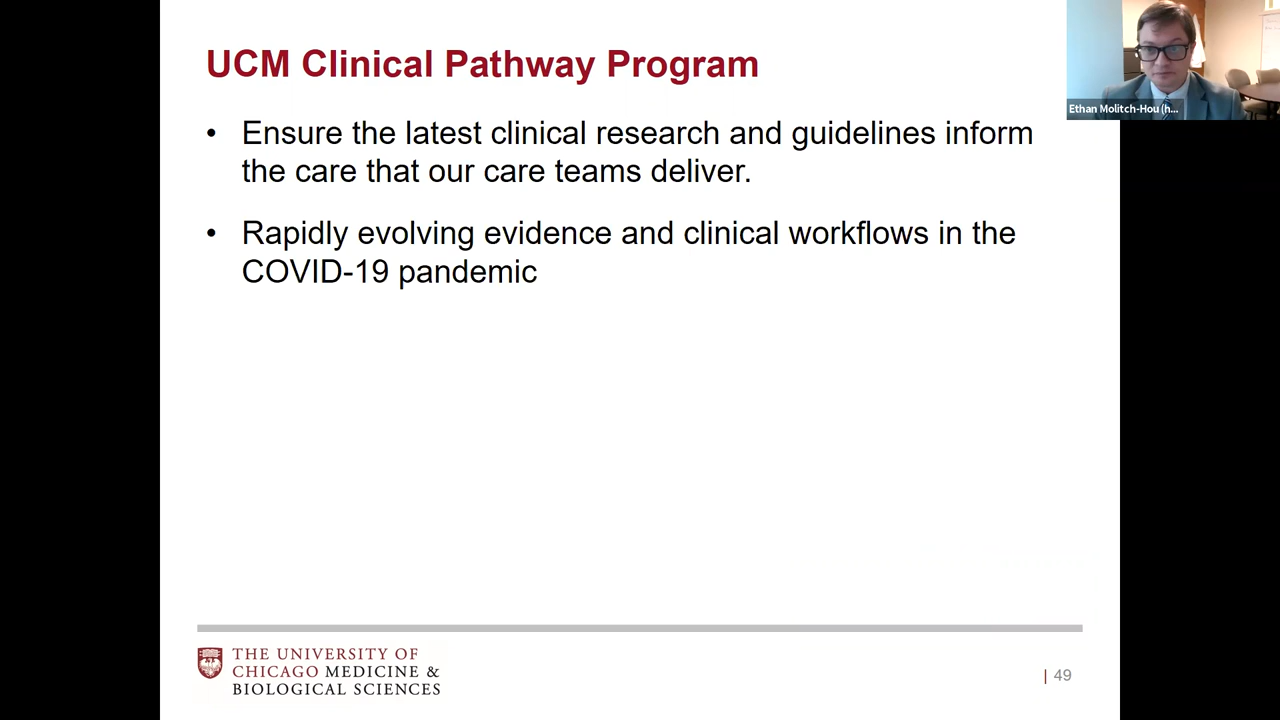 UCM Clinical Pathway Program
Ethan Molitch-Hou (h...
• Ensure the latest clinical research and guidelines inform
the care that our care teams deliver.
• Rapidly evolving evidence and clinical workflows in the
COVID-19 pandemic
THE UNIVERSITY OF
CHICAGO MEDICINE &
BIOLOGICAL SCIENCES
| 49